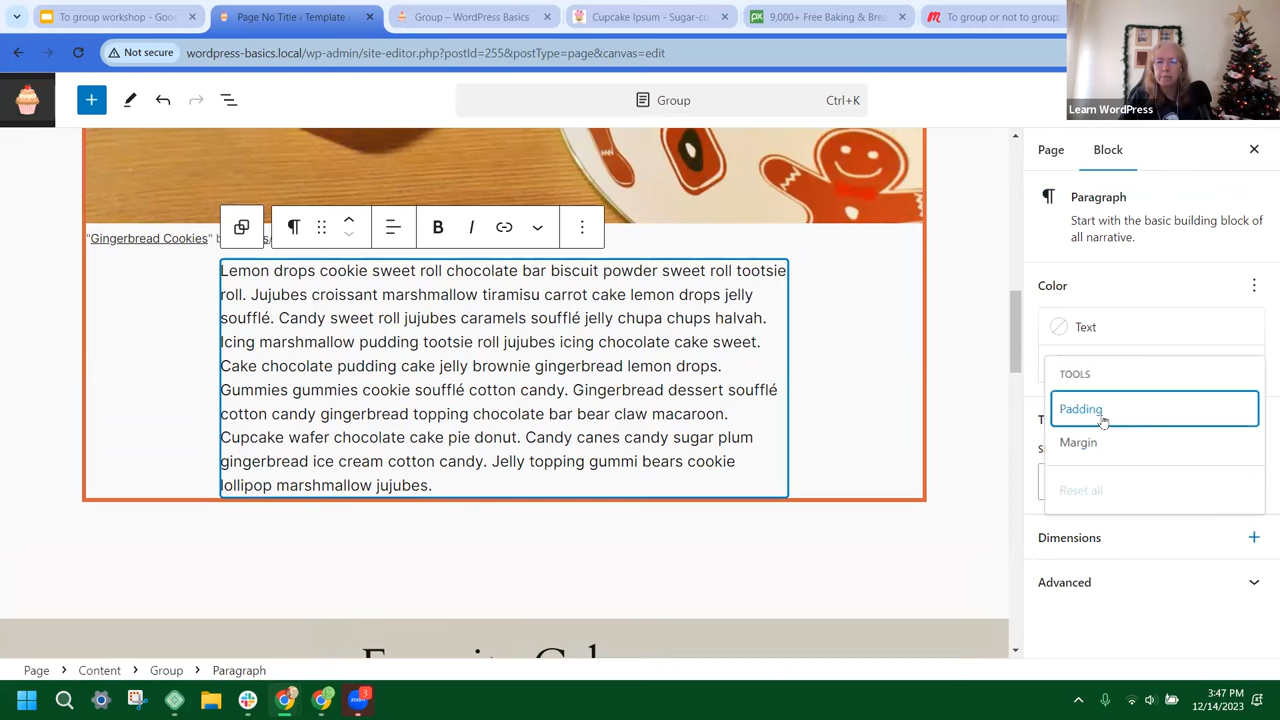 To group workshop - Goo
Page No Title ‹ Template
Group – WordPress Basics
Cupcake Ipsum - Sugar-co
9,000+ Free Baking & Brea
To group or not to group:
Not secure
wordpress-basics.local/wp-admin/site-editor.php?postId=255&postType=page&canvas=edit
Learn WordPress
Group
Ctrl+K
Page
Block
Paragraph
Start with the basic building block of
all narrative.
"Gingerbread Cookies" b
B I
Lemon drops cookie sweet roll chocolate bar biscuit powder sweet roll tootsie
roll. Jujubes croissant marshmallow tiramisu carrot cake lemon drops jelly
soufflé. Candy sweet roll jujubes caramels soufflé jelly chupa chups halvah.
Icing marshmallow pudding tootsie roll jujubes icing chocolate cake sweet.
Cake chocolate pudding cake jelly brownie gingerbread lemon drops.
Gummies gummies cookie soufflé cotton candy. Gingerbread dessert soufflé
cotton candy gingerbread topping chocolate bar bear claw macaroon.
Cupcake wafer chocolate cake pie donut. Candy canes candy sugar plum
gingerbread ice cream cotton candy. Jelly topping gummi bears cookie
lollipop marshmallow jujubes.
Color
Text
TOOLS
Padding
Margin
Reset all
Dimensions
Advanced
Page
Content
Group
Paragraph
3:47 PM
12/14/2023
3